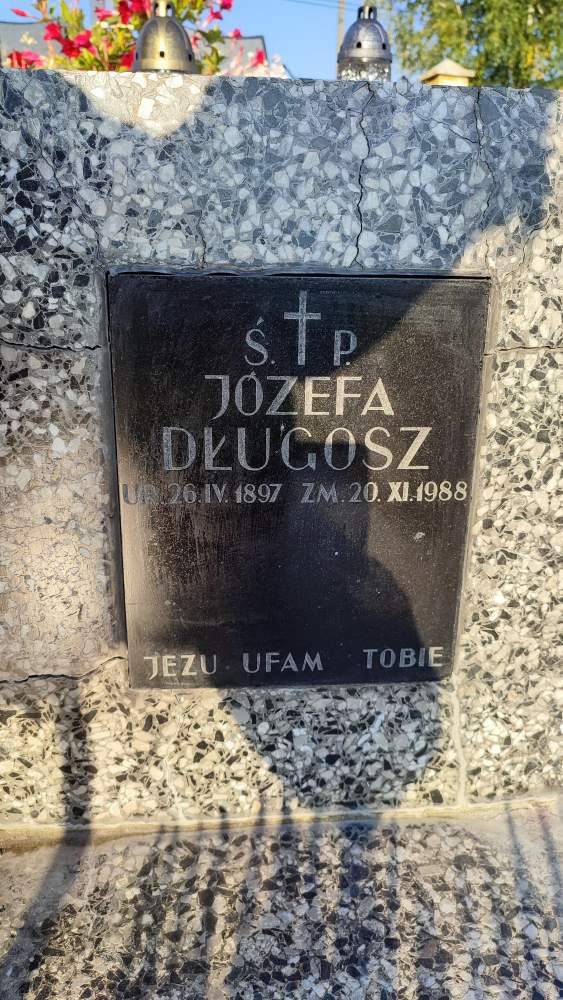 Ś. P.
JÓZEFA
DŁUGOSZ
UR. 26.IV.1897 ZM. 20.XI.1988
JEZU UFAM TOBIE